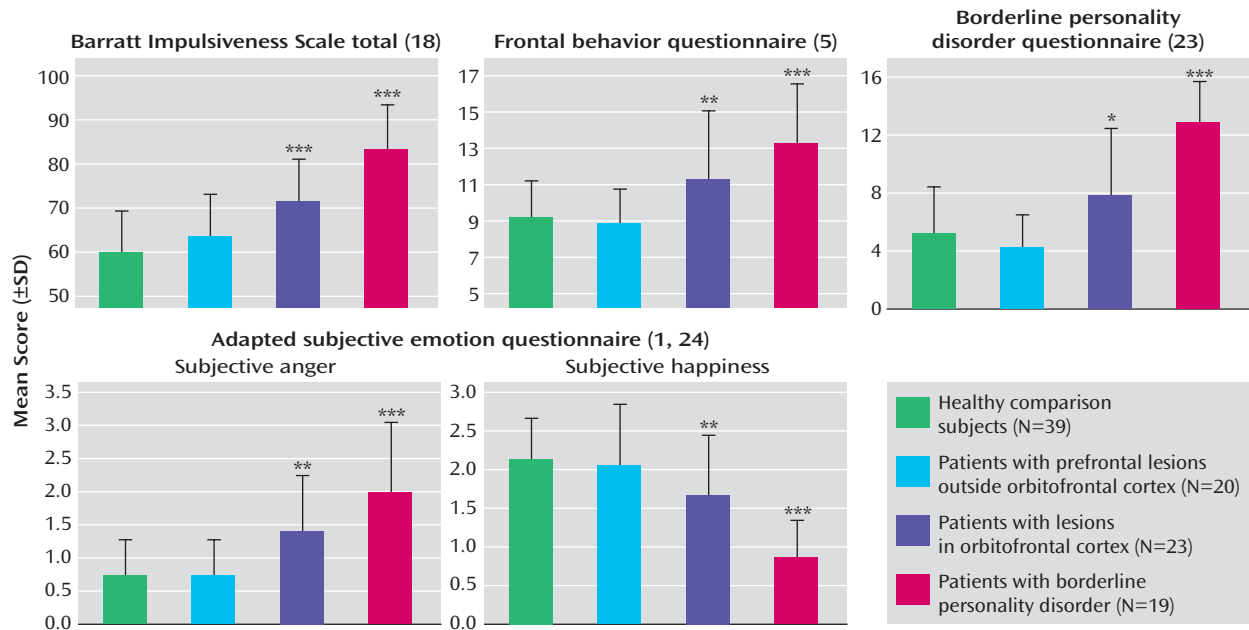 Barratt Impulsiveness Scale total (18)
100
90
80
70
60
50
***
***
Frontal behavior questionnaire (5)
17
15
13
11
9
7
5
**
***
Borderline personality
disorder questionnaire (23)
16
12
8
4
0
*
***
Mean Score (±SD)
Adapted subjective emotion questionnaire (1, 24)
Subjective anger
3.5
3.0
2.5
2.0
1.5
1.0
0.5
0.0
**
***
Subjective happiness
3.0
2.5
2.0
1.5
1.0
0.5
0.0
**
***
Healthy comparison
subjects (N=39)
Patients with prefrontal lesions
outside orbitofrontal cortex (N=20)
Patients with lesions
in orbitofrontal cortex (N=23)
Patients with borderline
personality disorder (N=19)